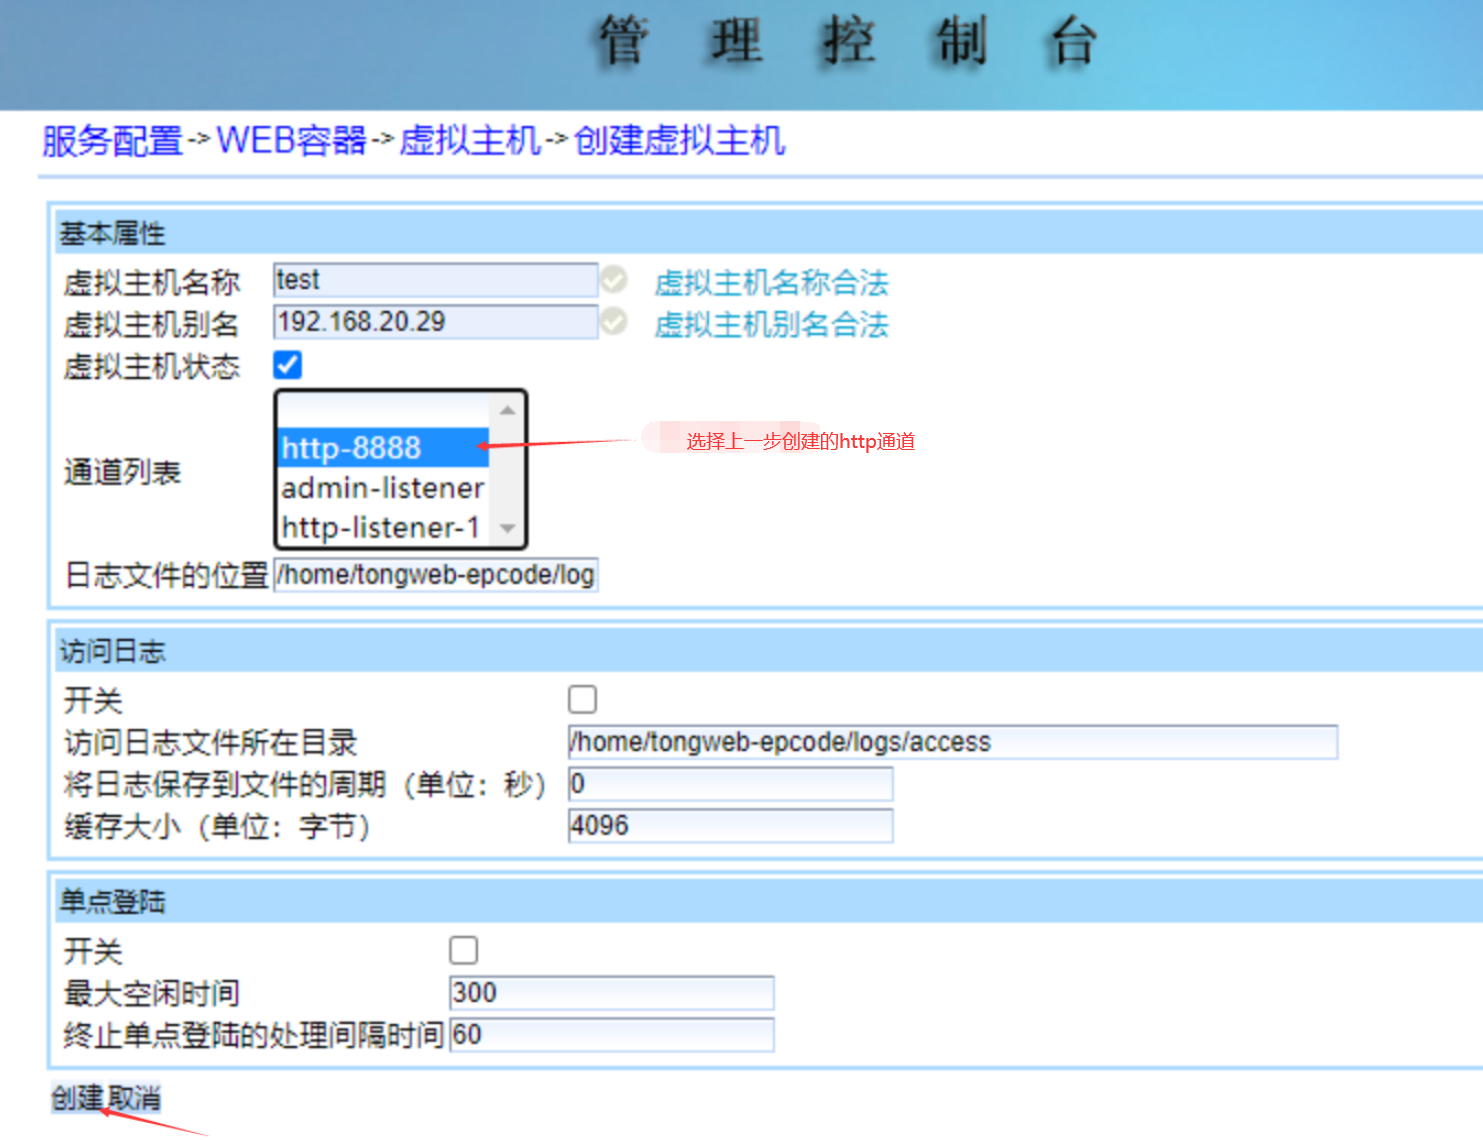 管理控制台
服务配置->WEB容器->虚拟主机->创建虚拟主机
基本属性
虚拟主机名称 test 虚拟主机名称合法
虚拟主机别名 192.168.20.29 虚拟主机别名合法
虚拟主机状态
通道列表
http-8888 选择上一步创建的http通道
admin-listener
http-listener-1
日志文件的位置 /home/tongweb-epcode/log
访问日志
开关
访问日志文件所在目录 /home/tongweb-epcode/logs/access
将日志保存到文件的周期（单位：秒） 0
缓存大小（单位：字节） 4096
单点登陆
开关
最大空闲时间 300
终止单点登陆的处理间隔时间 60
创建 取消